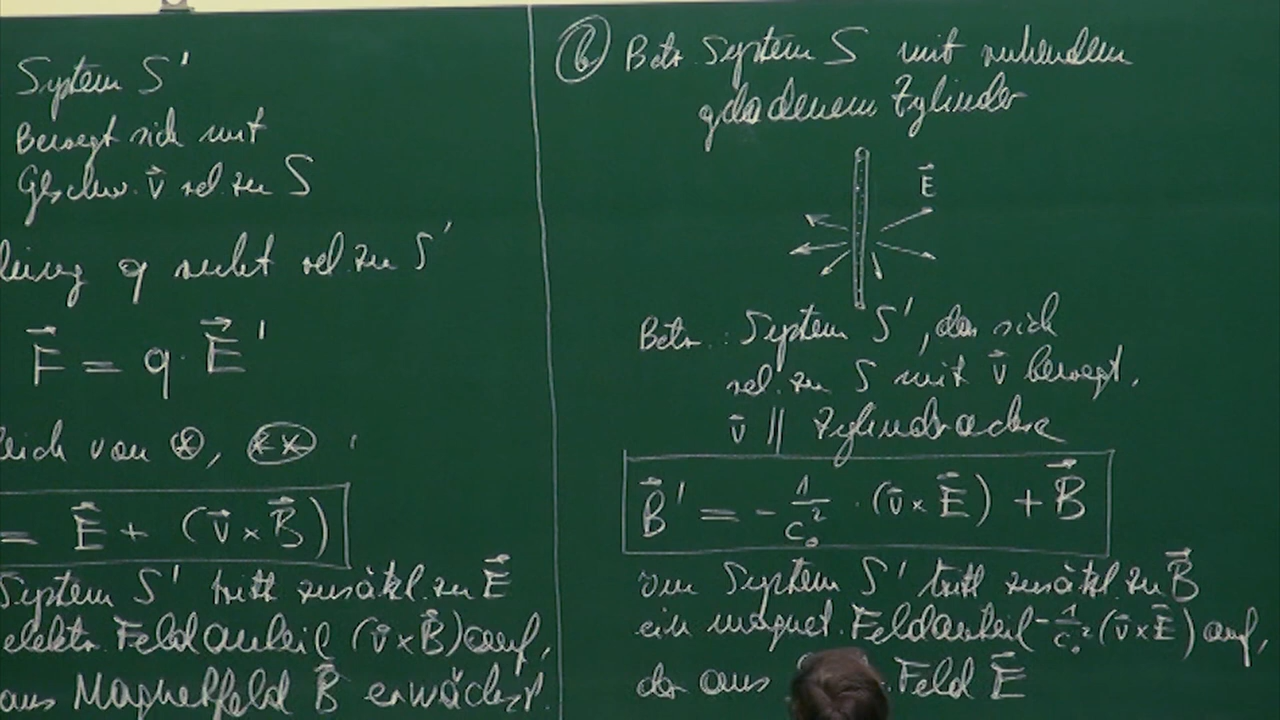 System S'
Bewegt sich mit
Geschw. v⃗ rel. zu S
q ruht rel. zu S'
F⃗ = q · E⃗'
leich von ⊛, ⊛⊛ :
= E⃗ + (v⃗ × B⃗)
System S' tritt zusätzl. zu E⃗
elektr. Feldanteil (v⃗ × B⃗) auf,
aus Magnetfeld B⃗ erwächst.
ⓑ Betr. System S mit ruhendem
geladenem Zylinder
E⃗
Betr. : System S', das sich
rel. zu S mit v⃗ bewegt,
v⃗ || Zylinderachse
B⃗' = - 1/c₀² · (v⃗ × E⃗) + B⃗
im System S' tritt zusätzl. zu B⃗
ein magnet. Feldanteil - 1/c₀² (v⃗ × E⃗) auf,
der aus Feld E⃗